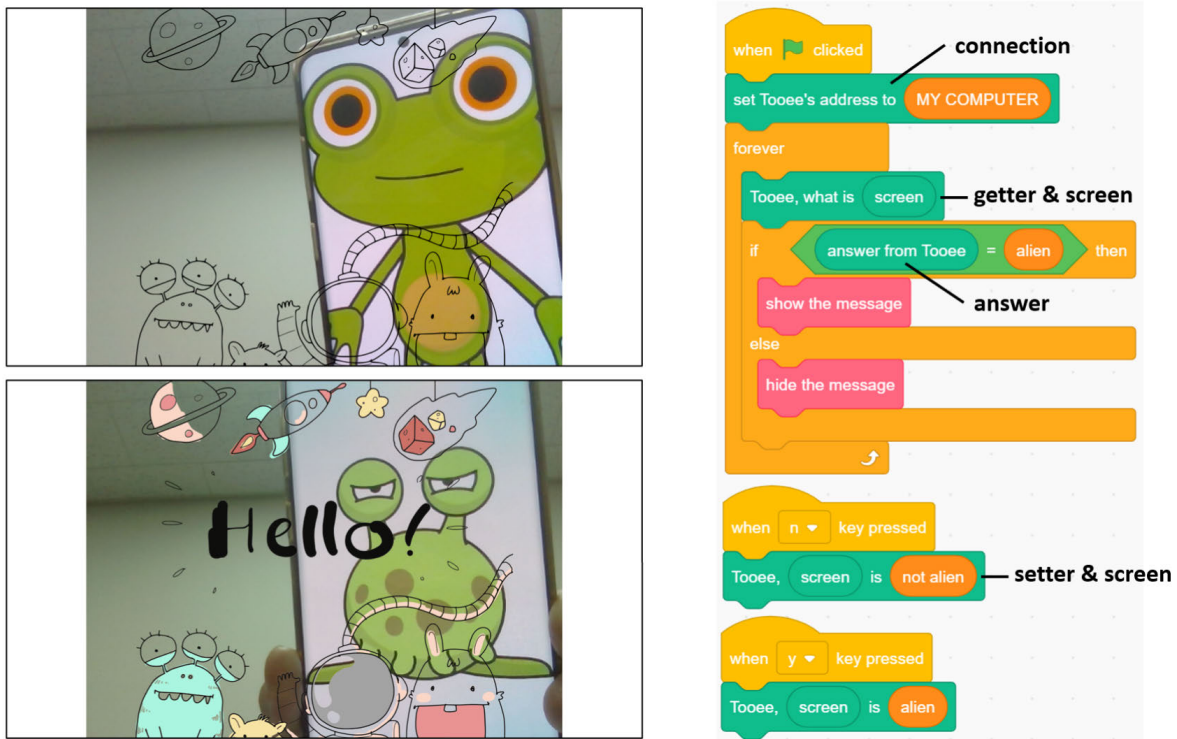 Hello!
when clicked
connection
set Tooee's address to MY COMPUTER
forever
Tooee, what is screen
getter & screen
if answer from Tooee = alien then
answer
show the message
else
hide the message
when n key pressed
Tooee, screen is not alien
setter & screen
when y key pressed
Tooee, screen is alien